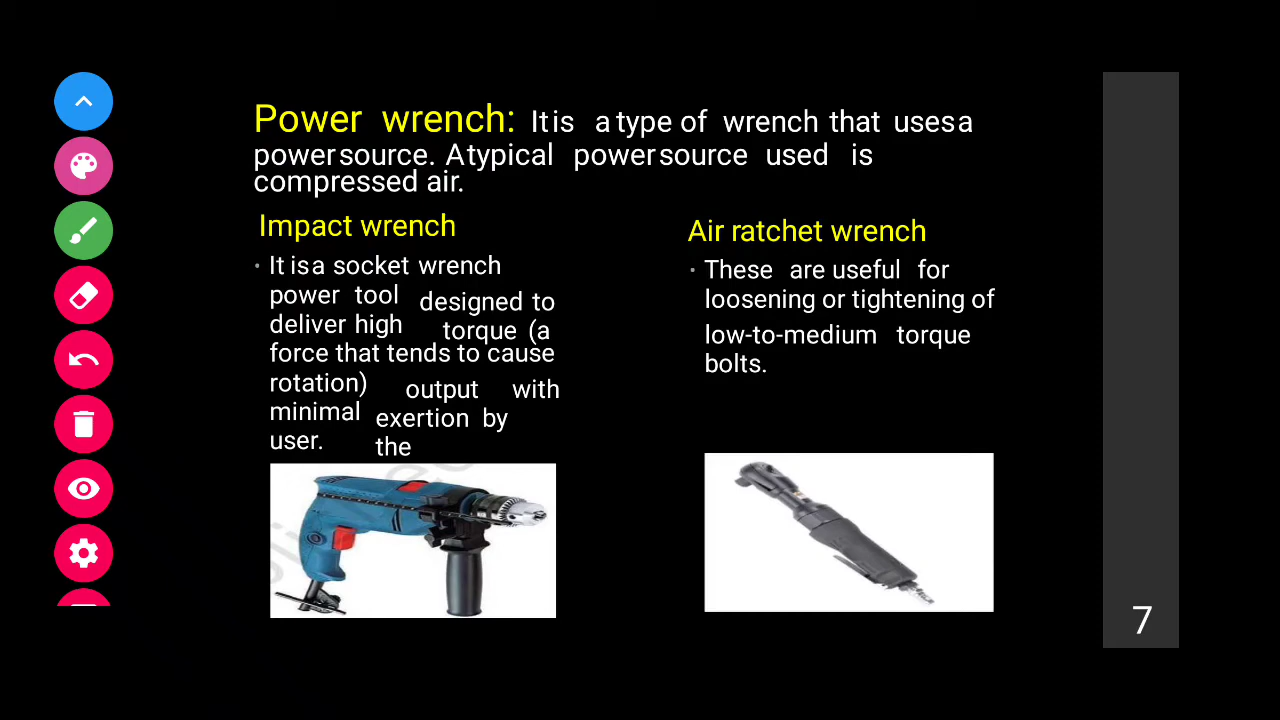 Power wrench: It is a type of wrench that uses a
power source. A typical power source used is
compressed air.
Impact wrench
• It is a socket wrench
power tool designed to
deliver high torque (a
force that tends to cause
rotation) output with
minimal exertion by
user. the
Air ratchet wrench
• These are useful for
loosening or tightening of
low-to-medium torque
bolts.
7